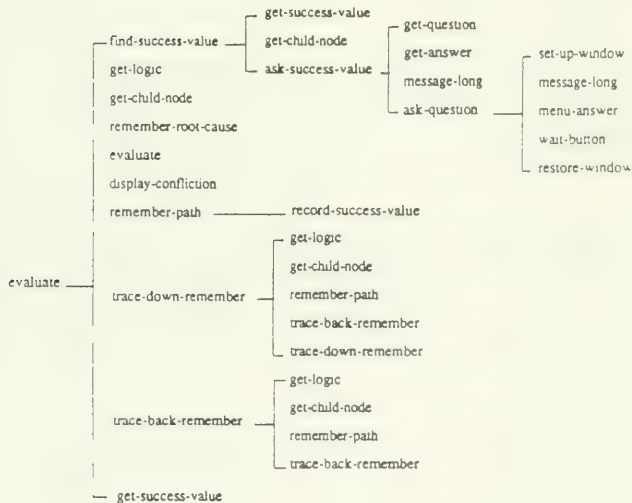 get-success-value
find-success-value
get-child-node
ask-success-value
get-question
get-answer
message-long
ask-question
set-up-window
message-long
menu-answer
wait-button
restore-window
get-logic
get-child-node
remember-root-cause
evaluate
display-confliction
remember-path
record-success-value
evaluate
trace-down-remember
get-logic
get-child-node
remember-path
trace-back-remember
trace-down-remember
trace-back-remember
get-logic
get-child-node
remember-path
trace-back-remember
get-success-value